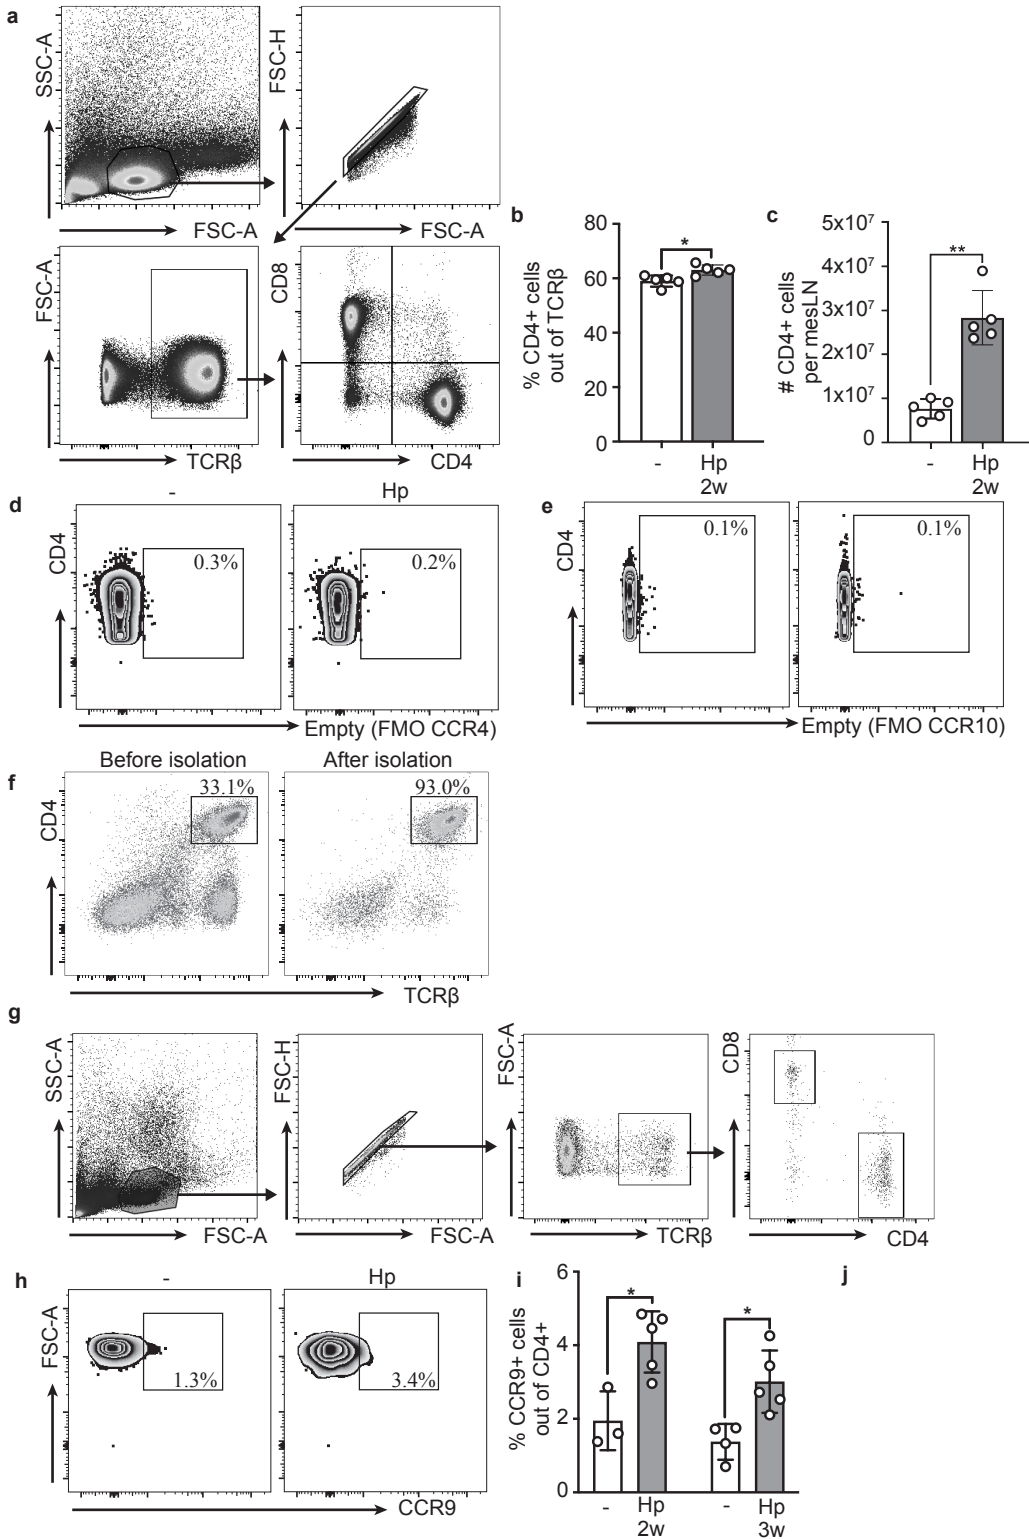 a
SSC-A
FSC-A
FSC-H
FSC-A
FSC-A
TCRβ
CD8
CD4
b
% CD4+ cells
out of TCRβ
80
60
40
20
0
*
-
Hp
2w
c
# CD4+ cells
per mesLN
5x10⁷
4x10⁷
3x10⁷
2x10⁷
1x10⁷
0
**
-
Hp
2w
d
-
Hp
CD4
0.3%
0.2%
Empty (FMO CCR4)
e
CD4
0.1%
0.1%
Empty (FMO CCR10)
f
Before isolation
After isolation
33.1%
93.0%
CD4
TCRβ
g
SSC-A
FSC-A
FSC-H
FSC-A
FSC-A
TCRβ
CD8
CD4
h
-
Hp
FSC-A
1.3%
3.4%
CCR9
i
% CCR9+ cells
out of CD4+
6
4
2
0
*
*
-
Hp
-
Hp
2w
3w
j